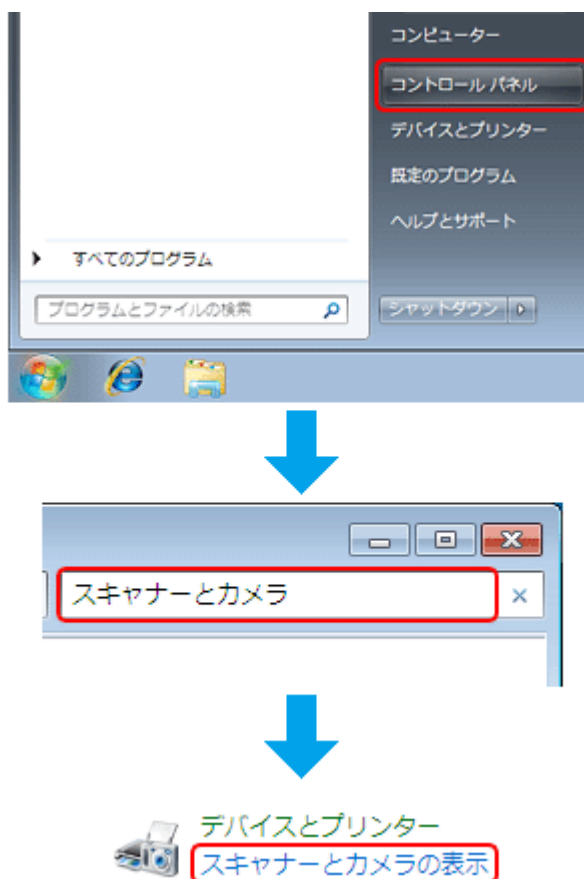 コンピューター
コントロール パネル
デバイスとプリンター
既定のプログラム
ヘルプとサポート
すべてのプログラム
プログラムとファイルの検索
シャットダウン
スキャナーとカメラ
デバイスとプリンター
スキャナーとカメラの表示